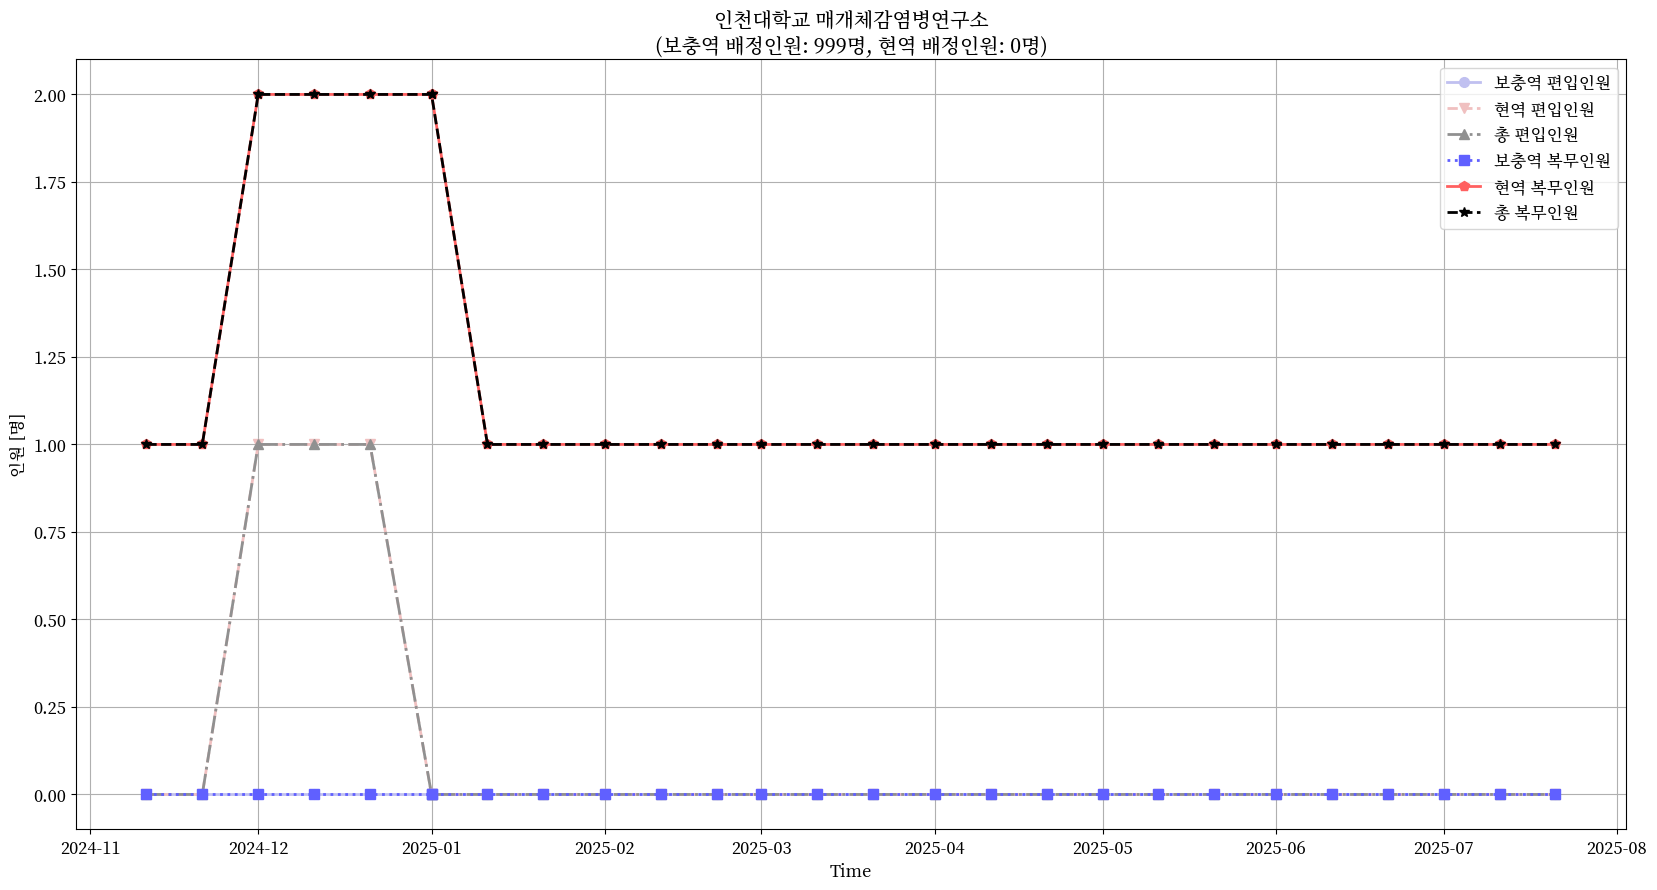 인천대학교 매개체감염병연구소
(보충역 배정인원: 999명, 현역 배정인원: 0명)
보충역 편입인원
현역 편입인원
총 편입인원
보충역 복무인원
현역 복무인원
총 복무인원
인원 [명]
2.00
1.75
1.50
1.25
1.00
0.75
0.50
0.25
0.00
2024-11 2024-12 2025-01 2025-02 2025-03 2025-04 2025-05 2025-06 2025-07 2025-08
Time